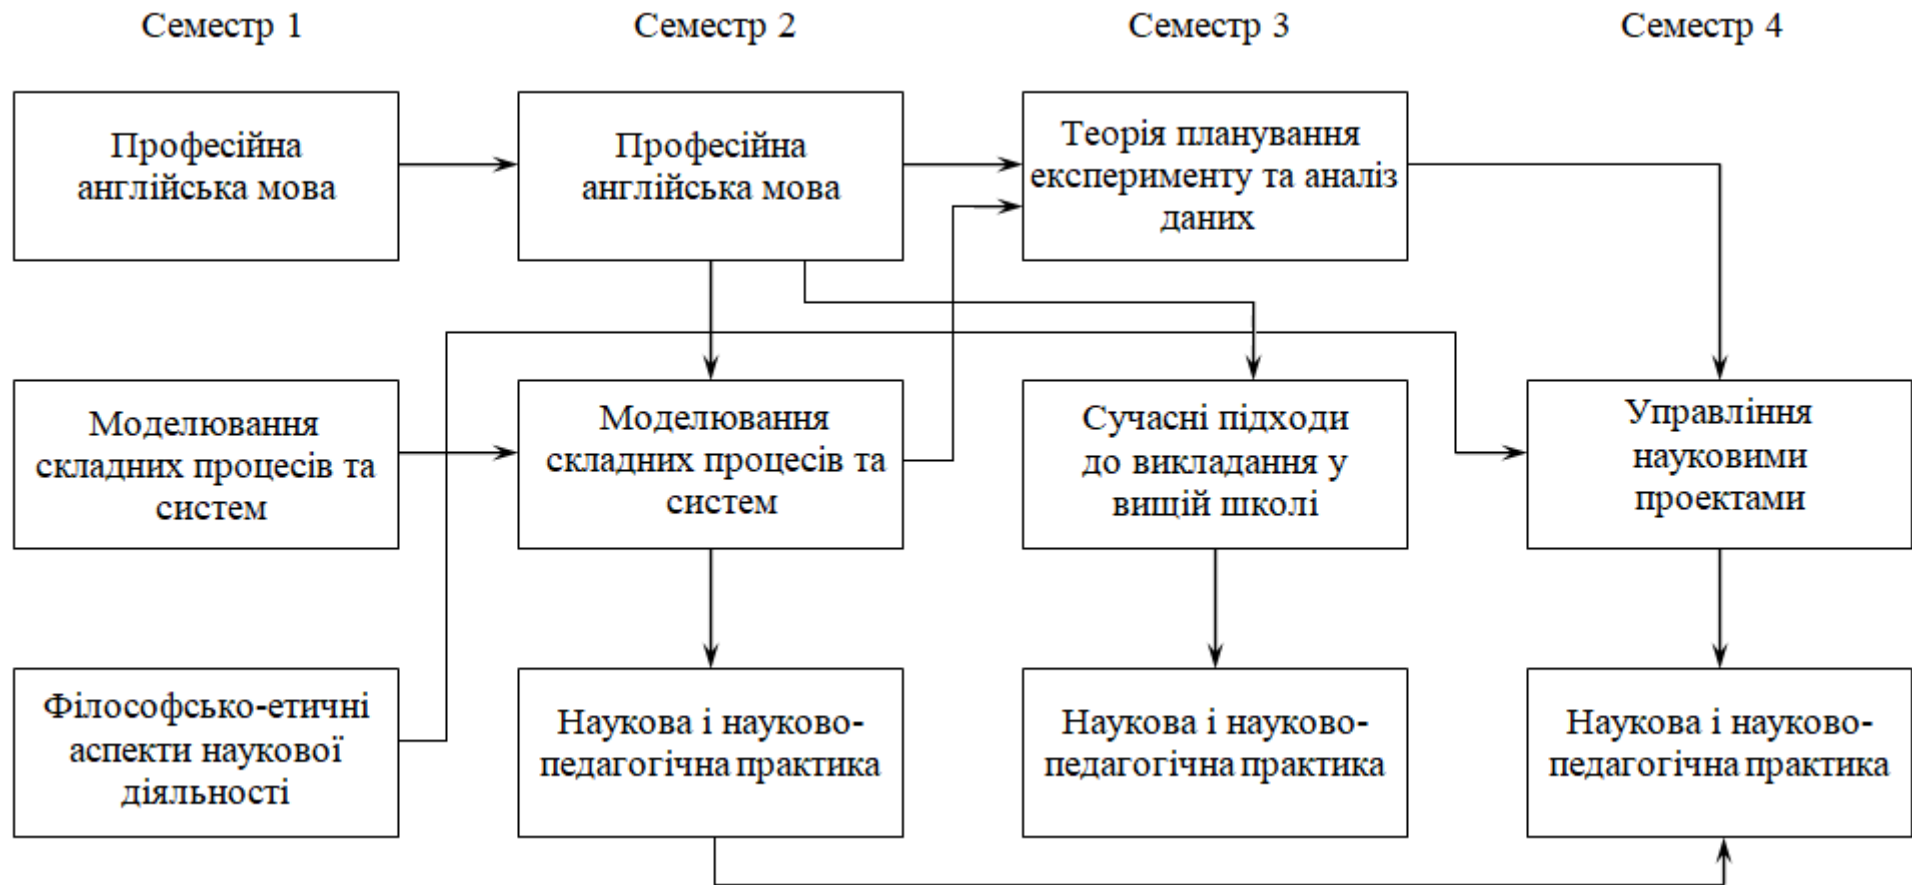 Семестр 1
Семестр 2
Семестр 3
Семестр 4
Професійна
англійська мова
Професійна
англійська мова
Теорія планування
експерименту та аналіз
даних
Моделювання
складних процесів та
систем
Моделювання
складних процесів та
систем
Сучасні підходи
до викладання у
вищій школі
Управління
науковими
проектами
Філософсько-етичні
аспекти наукової
діяльності
Наукова і науково-
педагогічна практика
Наукова і науково-
педагогічна практика
Наукова і науково-
педагогічна практика